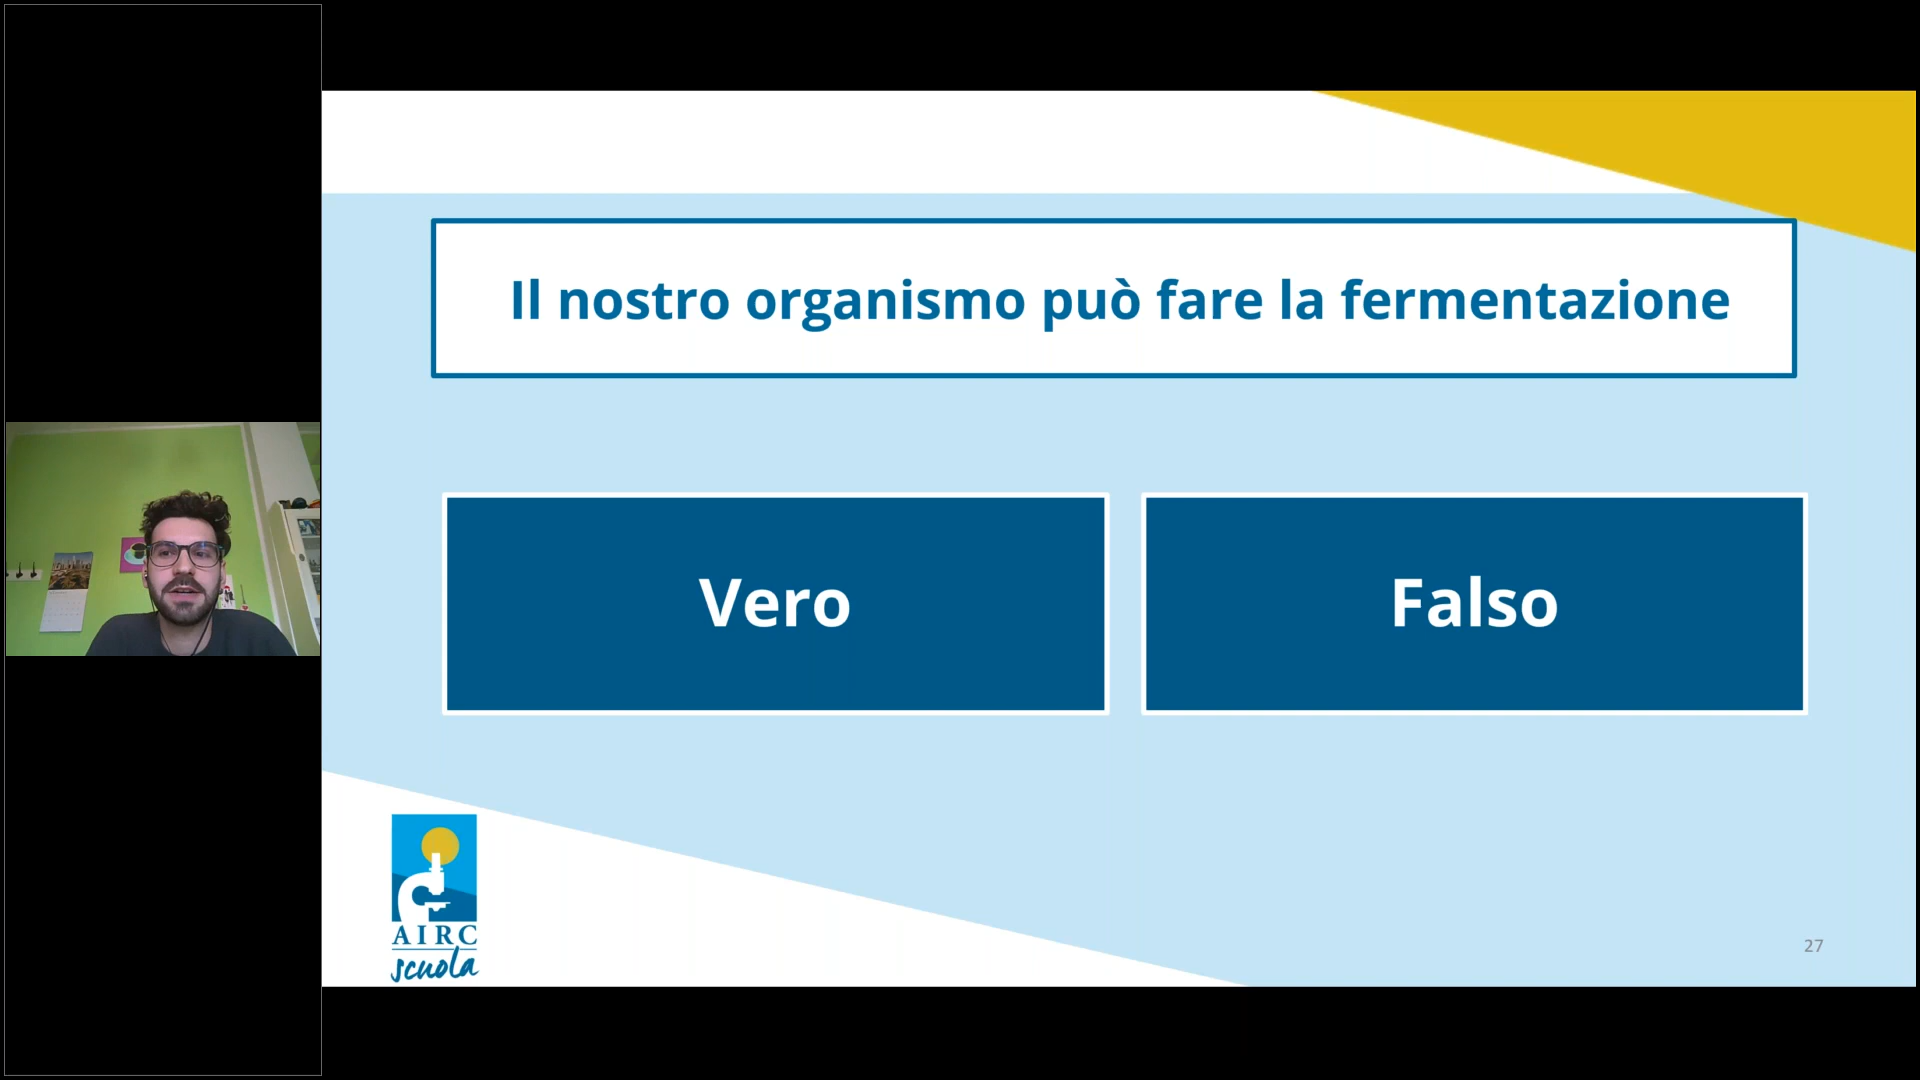 Il nostro organismo può fare la fermentazione
Vero
Falso
AIRC
scuola
27